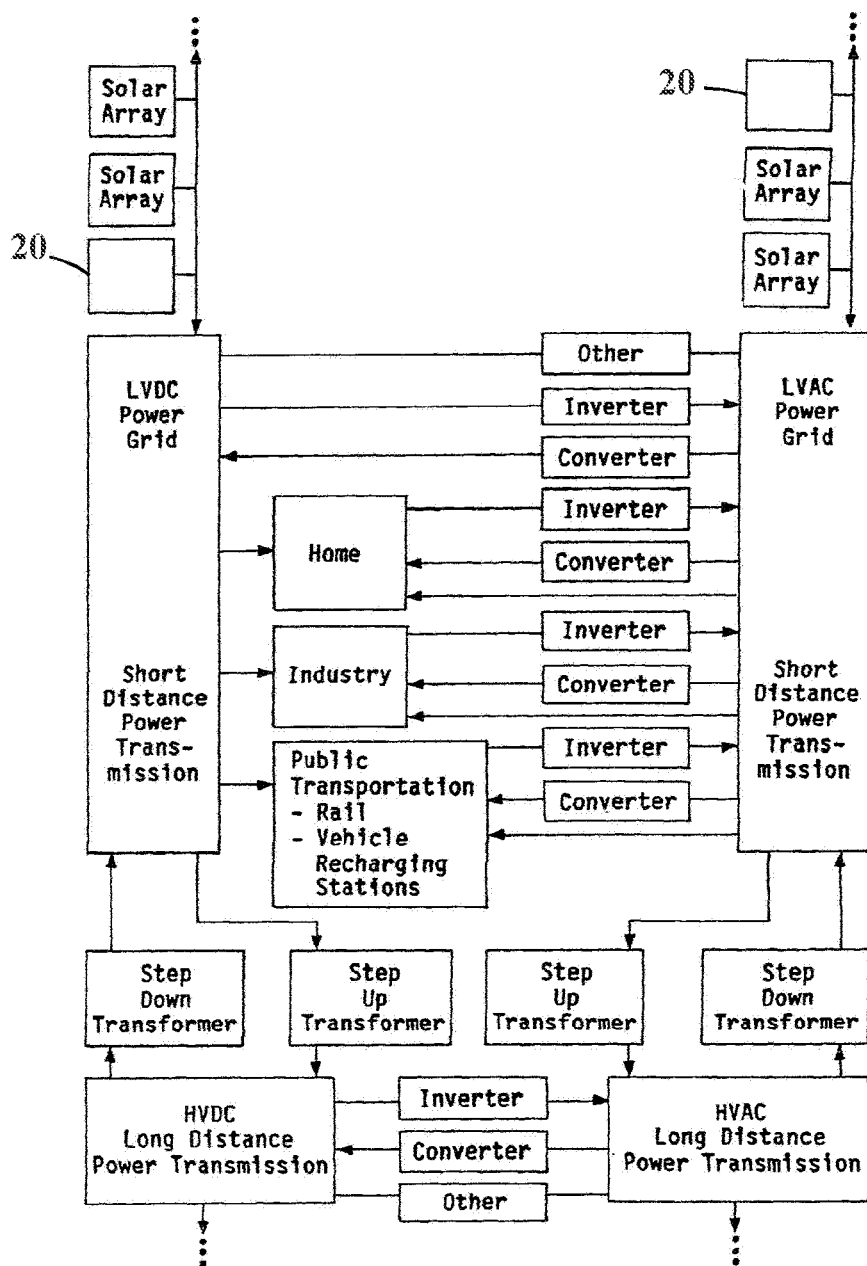 Solar
Array
Solar
Array
20
20
Solar
Array
Solar
Array
LVDC
Power
Grid
Short
Distance
Power
Trans-
mission
Other
Inverter
Converter
Inverter
Converter
Inverter
Converter
Inverter
Converter
Home
Industry
Public
Transportation
- Rail
- Vehicle
Recharging
Stations
LVAC
Power
Grid
Short
Distance
Power
Trans-
mission
Step
Down
Transformer
Step
Up
Transformer
Step
Up
Transformer
Step
Down
Transformer
HVDC
Long Distance
Power Transmission
Inverter
Converter
Other
HVAC
Long Distance
Power Transmission